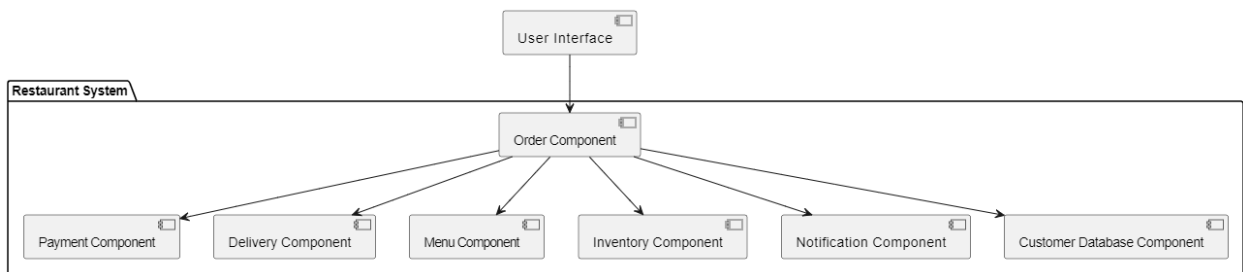 User Interface
Restaurant System
Order Component
Payment Component
Delivery Component
Menu Component
Inventory Component
Notification Component
Customer Database Component